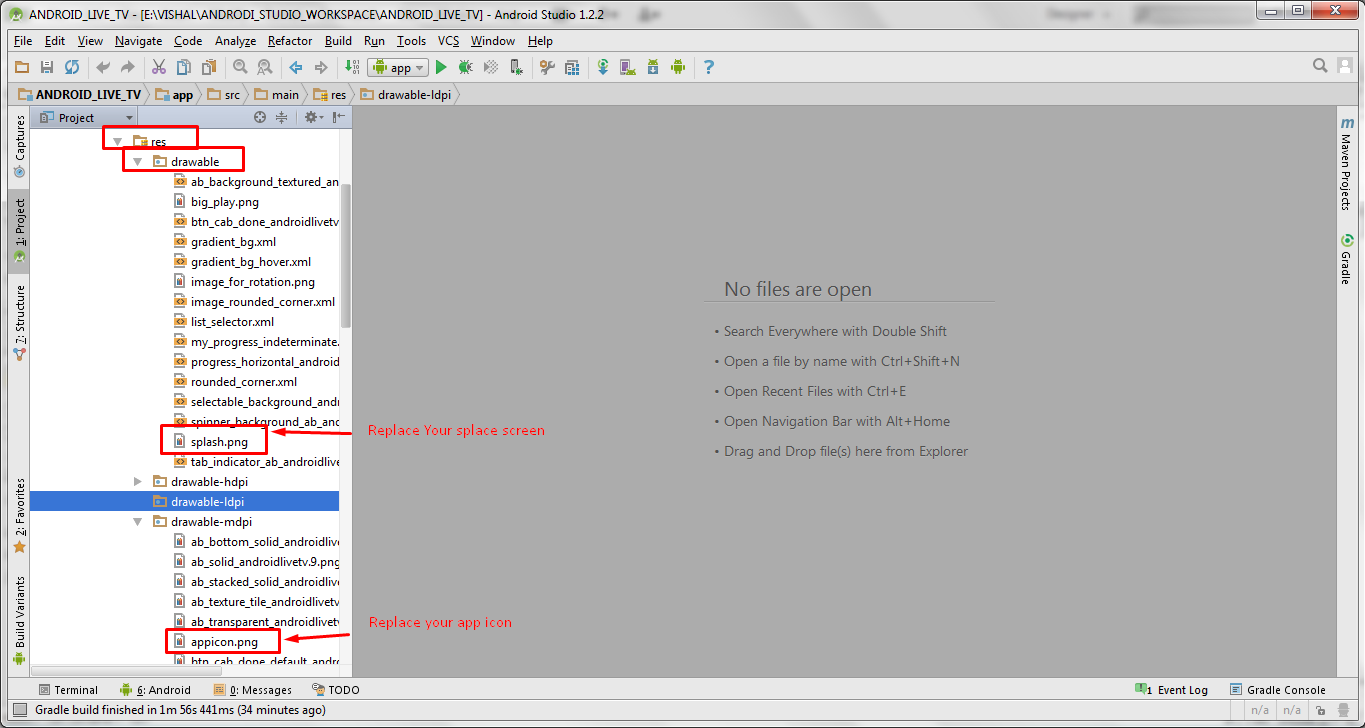 ANDROID_LIVE_TV - [E:\VISHAL\ANDRODI_STUDIO_WORKSPACE\ANDROID_LIVE_TV] - Android Studio 1.2.2
File Edit View Navigate Code Analyze Refactor Build Run Tools VCS Window Help
app
ANDROID_LIVE_TV app src main res drawable-ldpi
Captures
1: Project
7: Structure
2: Favorites
Build Variants
Project
res
drawable
ab_background_textured_an
big_play.png
btn_cab_done_androidlivetv
gradient_bg.xml
gradient_bg_hover.xml
image_for_rotation.png
image_rounded_corner.xml
list_selector.xml
my_progress_indeterminate.
progress_horizontal_android
rounded_corner.xml
selectable_background_andr
spinner_background_ab_and
splash.png
tab_indicator_ab_androidlive
drawable-hdpi
drawable-ldpi
drawable-mdpi
ab_bottom_solid_androidlive
ab_solid_androidlivetv.9.png
ab_stacked_solid_androidlive
ab_texture_tile_androidlivetv
ab_transparent_androidlivetv
appicon.png
btn_cab_done_default_andro
Replace Your splace screen
Replace your app icon
No files are open
• Search Everywhere with Double Shift
• Open a file by name with Ctrl+Shift+N
• Open Recent Files with Ctrl+E
• Open Navigation Bar with Alt+Home
• Drag and Drop file(s) here from Explorer
m Maven Projects
Gradle
Terminal 6: Android 0: Messages TODO 1 Event Log Gradle Console
Gradle build finished in 1m 56s 441ms (34 minutes ago) n/a n/a